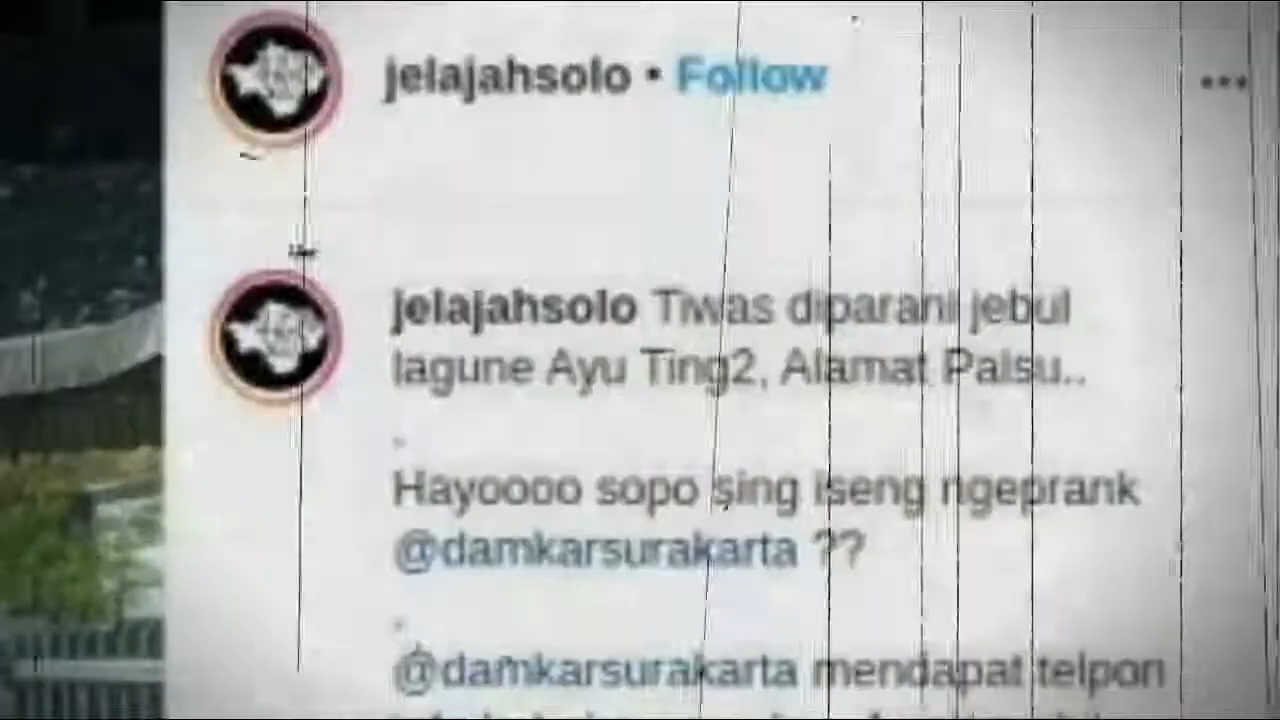 jelajahsolo • Follow
jelajahsolo Tiwas diparani jebul
lagune Ayu Ting2, Alamat Palsu..
.
Hayoooo sopo sing iseng ngeprank
@damkarsurakarta ??
.
@damkarsurakarta mendapat telpon